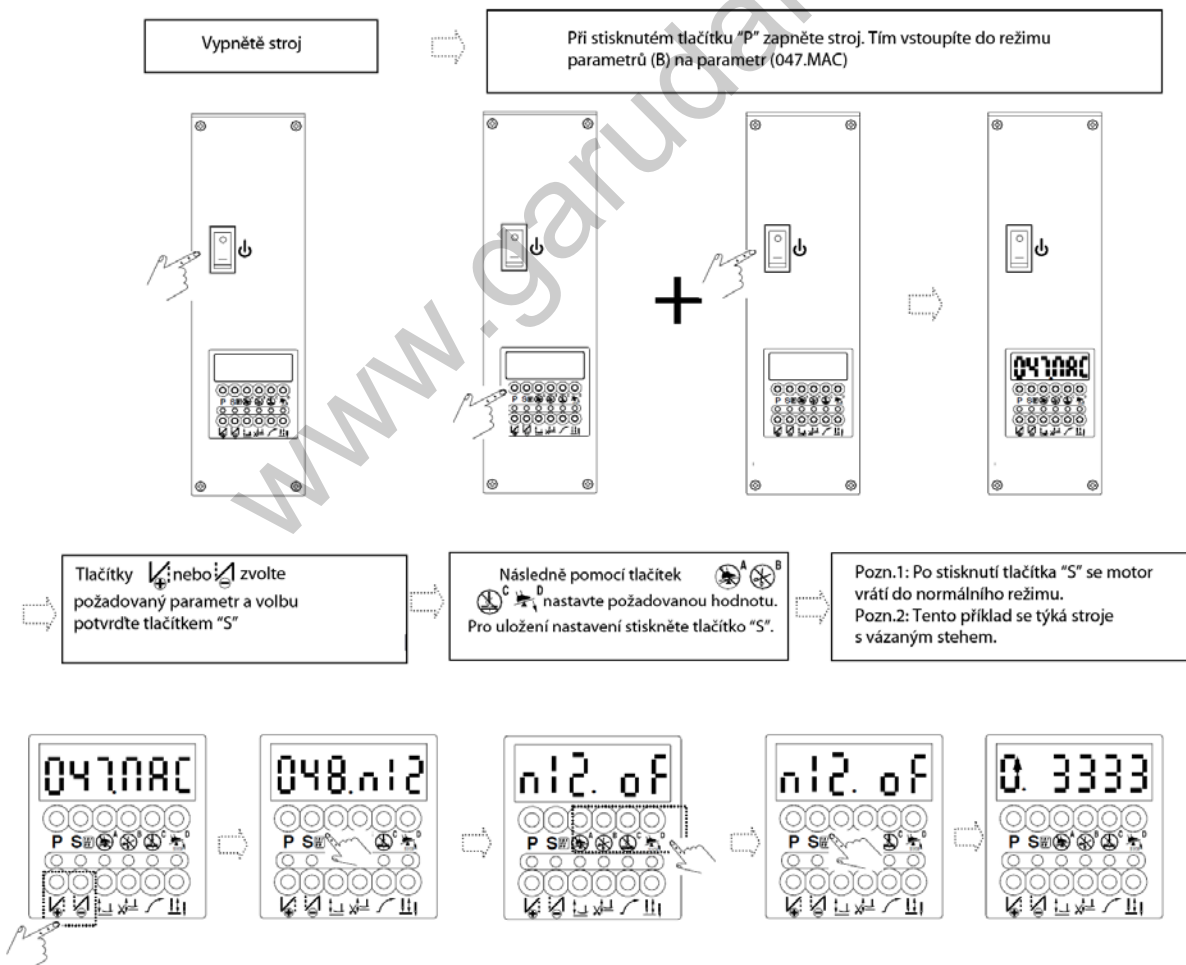 Vypnětě stroj
Při stisknutém tlačítku "P" zapněte stroj. Tím vstoupíte do režimu
parametrů (B) na parametr (047.MAC)
047.MAC
P S
P S
P S
P S
Tlačítky nebo zvolte
požadovaný parametr a volbu
potvrďte tlačítkem "S"
Následně pomocí tlačítek A B
C D nastavte požadovanou hodnotu.
Pro uložení nastavení stiskněte tlačítko "S".
Pozn.1: Po stisknutí tlačítka "S" se motor
vrátí do normálního režimu.
Pozn.2: Tento příklad se týká stroje
s vázaným stehem.
047.MAC
P S A B C D
048.n12
P S C D
n12. oF
P S A B C D
n12. oF
P S C D
0. 3333
P S A B C D
www.garudan